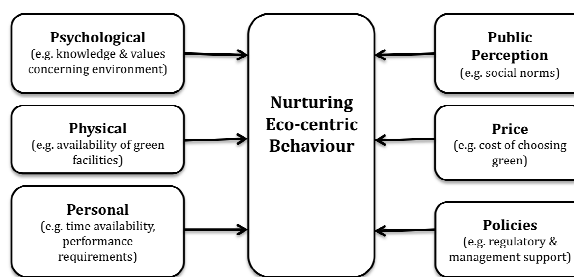 Psychological
(e.g. knowledge & values
concerning environment)
Physical
(e.g. availability of green
facilities)
Personal
(e.g. time availability,
performance
requirements)
Nurturing
Eco-centric
Behaviour
Public
Perception
(e.g. social norms)
Price
(e.g. cost of choosing
green)
Policies
(e.g. regulatory &
management support)